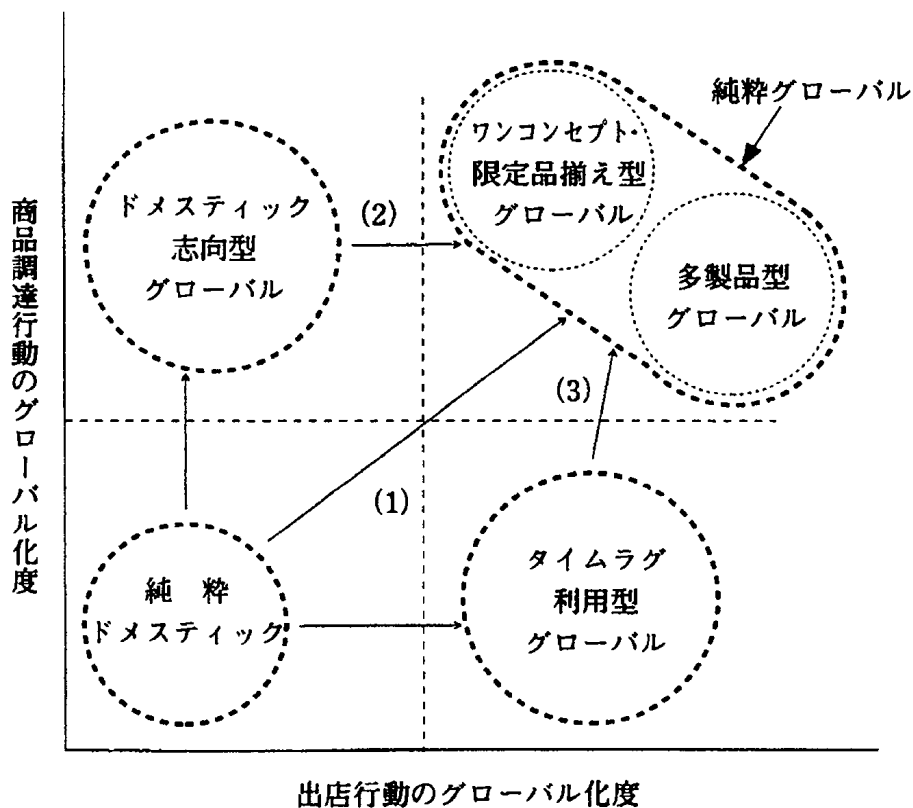 純粋グローバル
ワンコンセプト・
限定品揃え型
グローバル
ドメスティック
志向型
グローバル
(2)
多製品型
グローバル
商品調達行動のグローバル化度
(3)
(1)
純 粋
ドメスティック
タイムラグ
利用型
グローバル
出店行動のグローバル化度